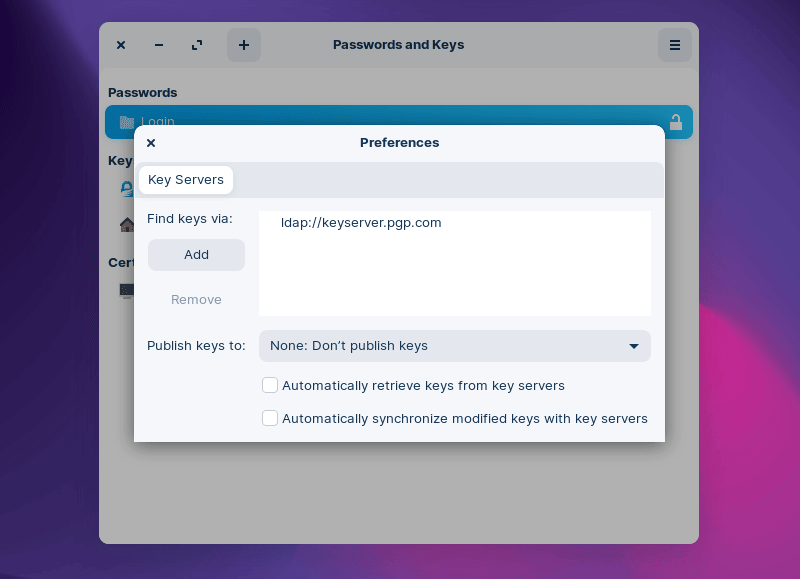 Passwords and Keys
Passwords
Login
Preferences
Key
Key Servers
Find keys via:
ldap://keyserver.pgp.com
Add
Cert
Remove
Publish keys to:
None: Don’t publish keys
Automatically retrieve keys from key servers
Automatically synchronize modified keys with key servers